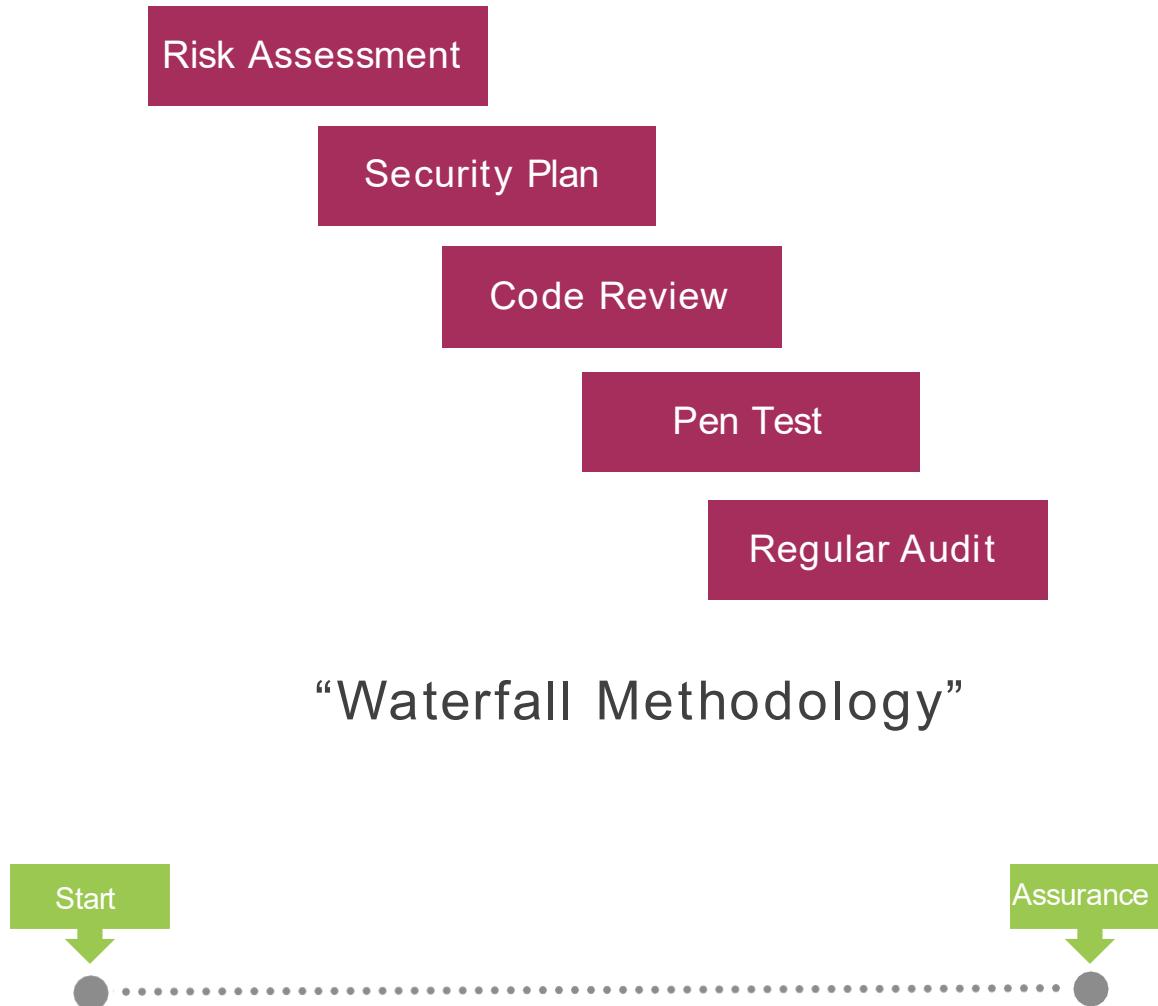 Risk Assessment
Security Plan
Code Review
Pen Test
Regular Audit
“Waterfall Methodology”
Start
Assurance